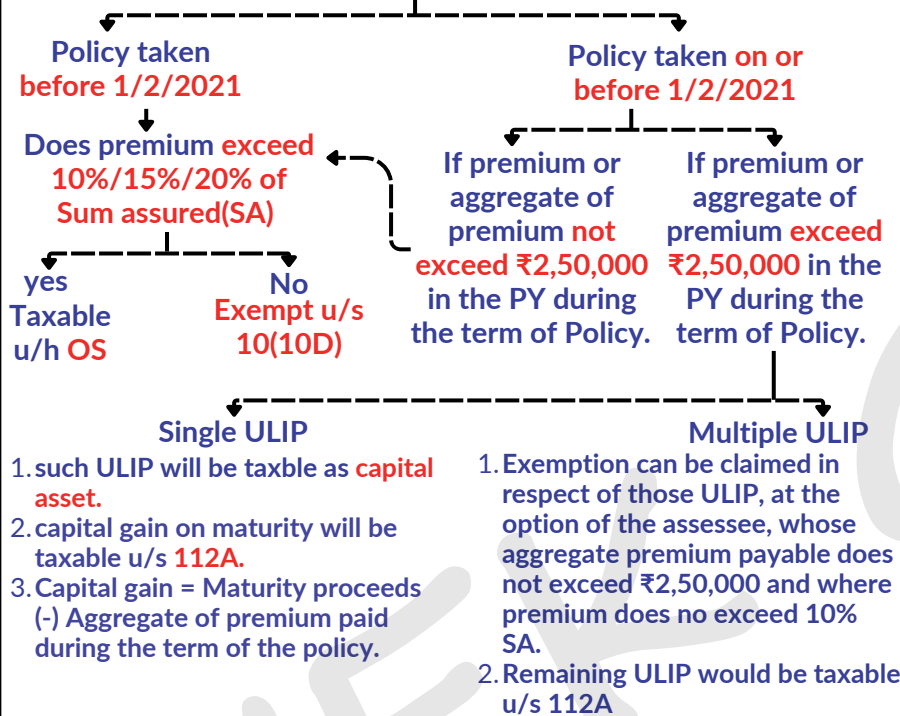 Policy taken
before 1/2/2021
Policy taken on or
before 1/2/2021
Does premium exceed
10%/15%/20% of
Sum assured(SA)
yes
Taxable
u/h OS
No
Exempt u/s
10(10D)
If premium or
aggregate of
premium not
exceed ₹2,50,000
in the PY during
the term of Policy.
If premium or
aggregate of
premium exceed
₹2,50,000 in the
PY during the
term of Policy.
Single ULIP
1. such ULIP will be taxble as capital
asset.
2. capital gain on maturity will be
taxable u/s 112A.
3. Capital gain = Maturity proceeds
(-) Aggregate of premium paid
during the term of the policy.
Multiple ULIP
1. Exemption can be claimed in
respect of those ULIP, at the
option of the assessee, whose
aggregate premium payable does
not exceed ₹2,50,000 and where
premium does no exceed 10%
SA.
2. Remaining ULIP would be taxable
u/s 112A